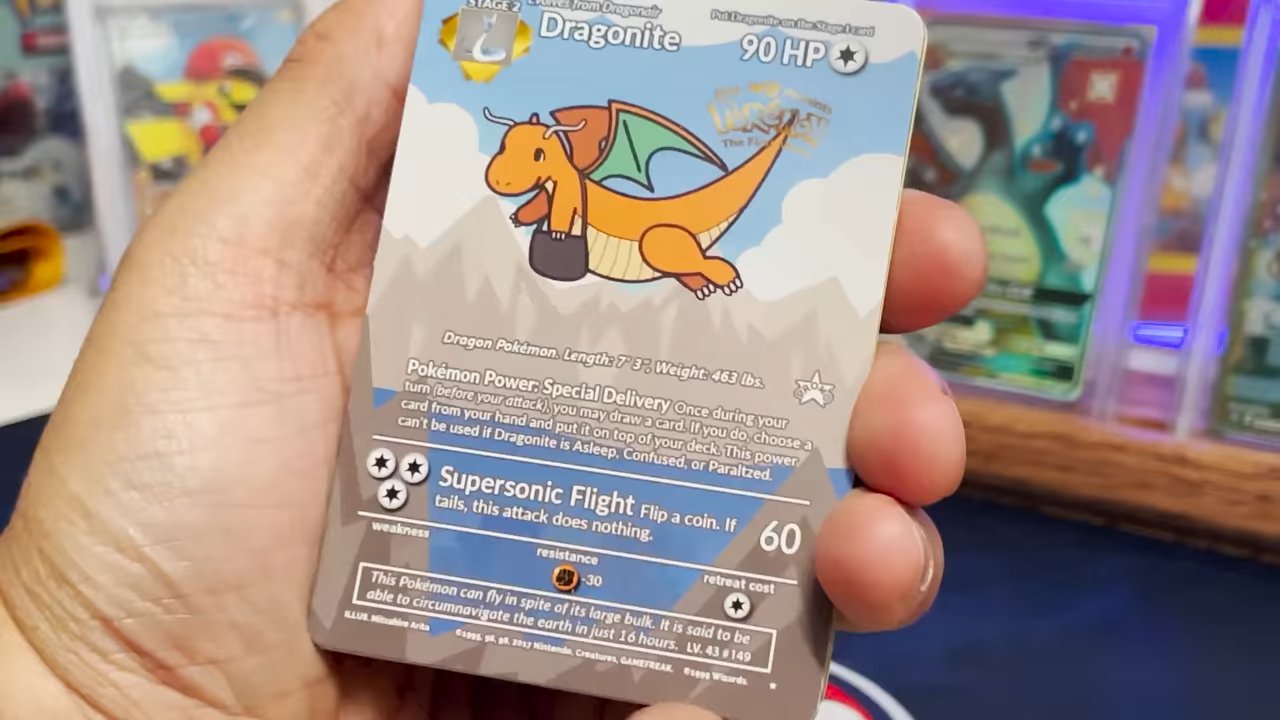 STAGE 2
Evolves from Dragonair
Put Dragonite on the Stage 1 card
Dragonite
90 HP
Pokémon
The First
Dragon Pokémon. Length: 7' 3", Weight: 463 lbs.
PROMO
Pokémon Power: Special Delivery Once during your
turn (before your attack), you may draw a card. If you do, choose a
card from your hand and put it on top of your deck. This power
can't be used if Dragonite is Asleep, Confused, or Paraltzed.
Supersonic Flight Flip a coin. If
tails, this attack does nothing.
60
weakness
resistance
-30
retreat cost
This Pokémon can fly in spite of its large bulk. It is said to be
able to circumnavigate the earth in just 16 hours. LV. 43 #149
ILLUS. Mitsuhiro Arita
©1995, 96, 98, 2017 Nintendo, Creatures, GAMEFREAK. ©1999 Wizards.